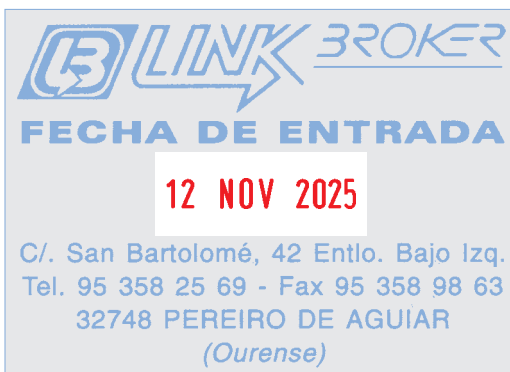 LB LINK BROKER
FECHA DE ENTRADA
12 NOV 2025
C/. San Bartolomé, 42 Entlo. Bajo Izq.
Tel. 95 358 25 69 - Fax 95 358 98 63
32748 PEREIRO DE AGUIAR
(Ourense)